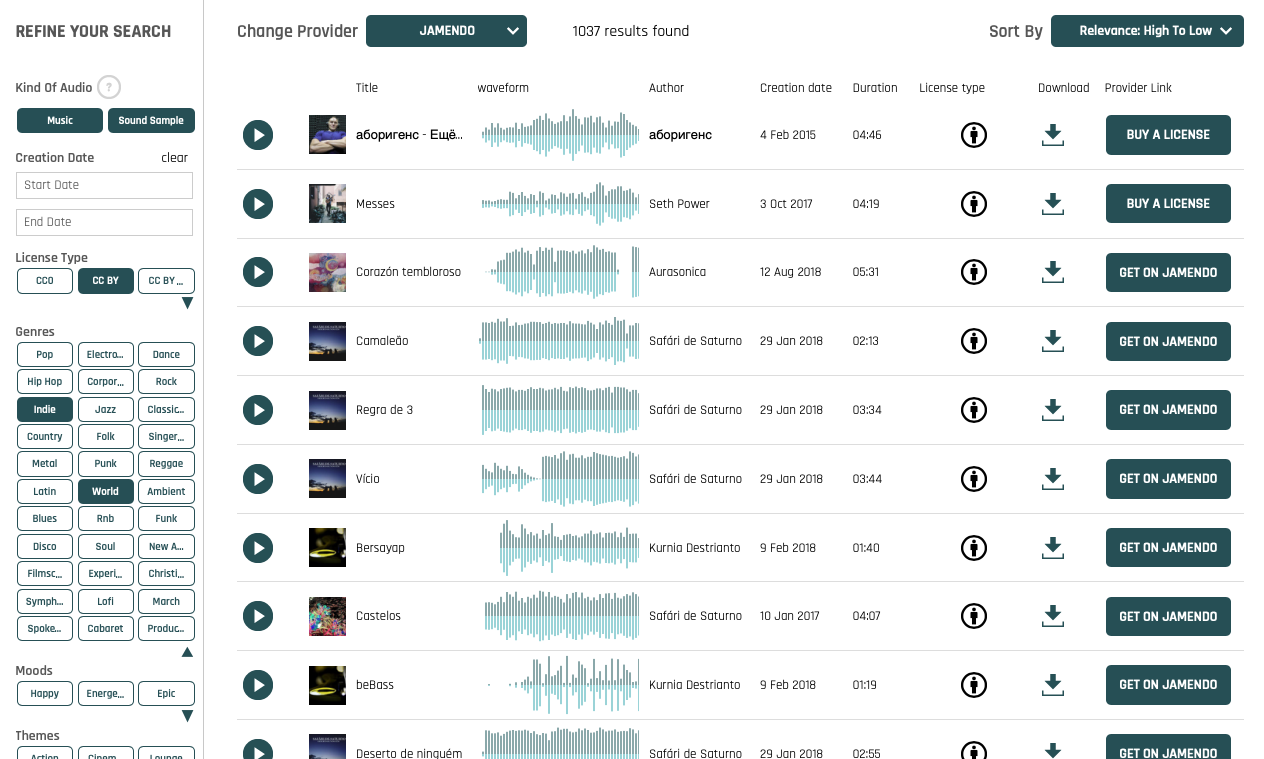 REFINE YOUR SEARCH
Change Provider JAMENDO 1037 results found Sort By Relevance: High To Low
Kind Of Audio ?
Music Sound Sample
Creation Date clear
Start Date
End Date
License Type
CC0 CC BY CC BY ...
Genres
Pop Electro... Dance
Hip Hop Corpor... Rock
Indie Jazz Classic...
Country Folk Singer...
Metal Punk Reggae
Latin World Ambient
Blues Rnb Funk
Disco Soul New A...
Filmsc... Experi... Christi...
Symph... Lofi March
Spoke... Cabaret Produc...
Moods
Happy Energe... Epic
Themes
Action Cinem... Lounge
Title waveform Author Creation date Duration License type Download Provider Link
аборигенс - Ещё... аборигенс 4 Feb 2015 04:46 BUY A LICENSE
Messes Seth Power 3 Oct 2017 04:19 BUY A LICENSE
Corazón tembloroso Aurasonica 12 Aug 2018 05:31 GET ON JAMENDO
Camaleão Safári de Saturno 29 Jan 2018 02:13 GET ON JAMENDO
Regra de 3 Safári de Saturno 29 Jan 2018 03:34 GET ON JAMENDO
Vício Safári de Saturno 29 Jan 2018 03:44 GET ON JAMENDO
Bersayap Kurnia Destrianto 9 Feb 2018 01:40 GET ON JAMENDO
Castelos Safári de Saturno 10 Jan 2017 04:07 GET ON JAMENDO
beBass Kurnia Destrianto 9 Feb 2018 01:19 GET ON JAMENDO
Deserto de ninguém Safári de Saturno 29 Jan 2018 02:55 GET ON JAMENDO